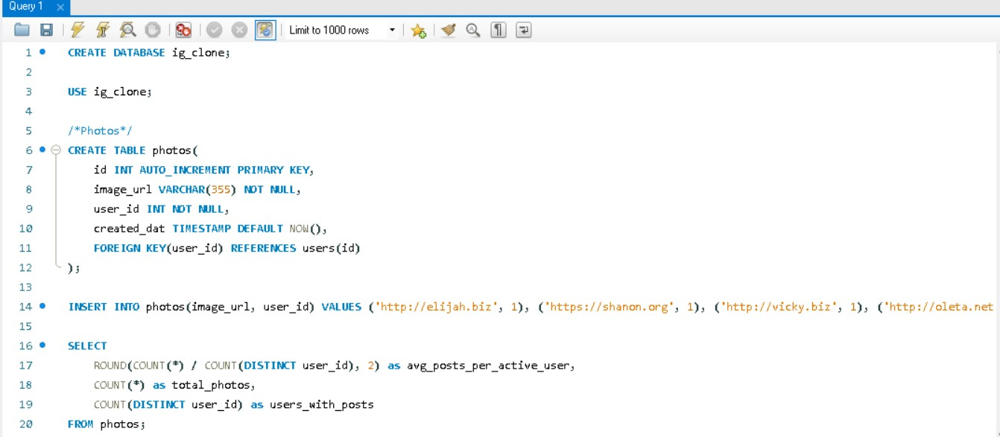 Query 1
Limit to 1000 rows
1 CREATE DATABASE ig_clone;
2
3 USE ig_clone;
4
5 /*Photos*/
6 CREATE TABLE photos(
7 id INT AUTO_INCREMENT PRIMARY KEY,
8 image_url VARCHAR(355) NOT NULL,
9 user_id INT NOT NULL,
10 created_dat TIMESTAMP DEFAULT NOW(),
11 FOREIGN KEY(user_id) REFERENCES users(id)
12 );
13
14 INSERT INTO photos(image_url, user_id) VALUES ('http://elijah.biz', 1), ('https://shanon.org', 1), ('http://vicky.biz', 1), ('http://oleta.net
15
16 SELECT
17 ROUND(COUNT(*) / COUNT(DISTINCT user_id), 2) as avg_posts_per_active_user,
18 COUNT(*) as total_photos,
19 COUNT(DISTINCT user_id) as users_with_posts
20 FROM photos;